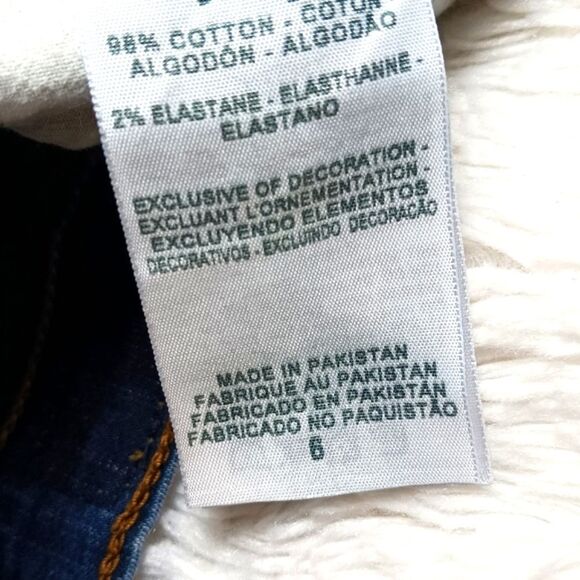 98% COTTON - COTON
ALGODÓN - ALGODÃO
2% ELASTANE - ELASTHANNE -
ELASTANO
EXCLUSIVE OF DECORATION -
EXCLUANT L'ORNEMENTATION -
EXCLUYENDO ELEMENTOS
DECORATIVOS - EXCLUINDO DECORAÇÃO
MADE IN PAKISTAN
FABRIQUE AU PAKISTAN
FABRICADO EN PAKISTÁN
FABRICADO NO PAQUISTÃO
6